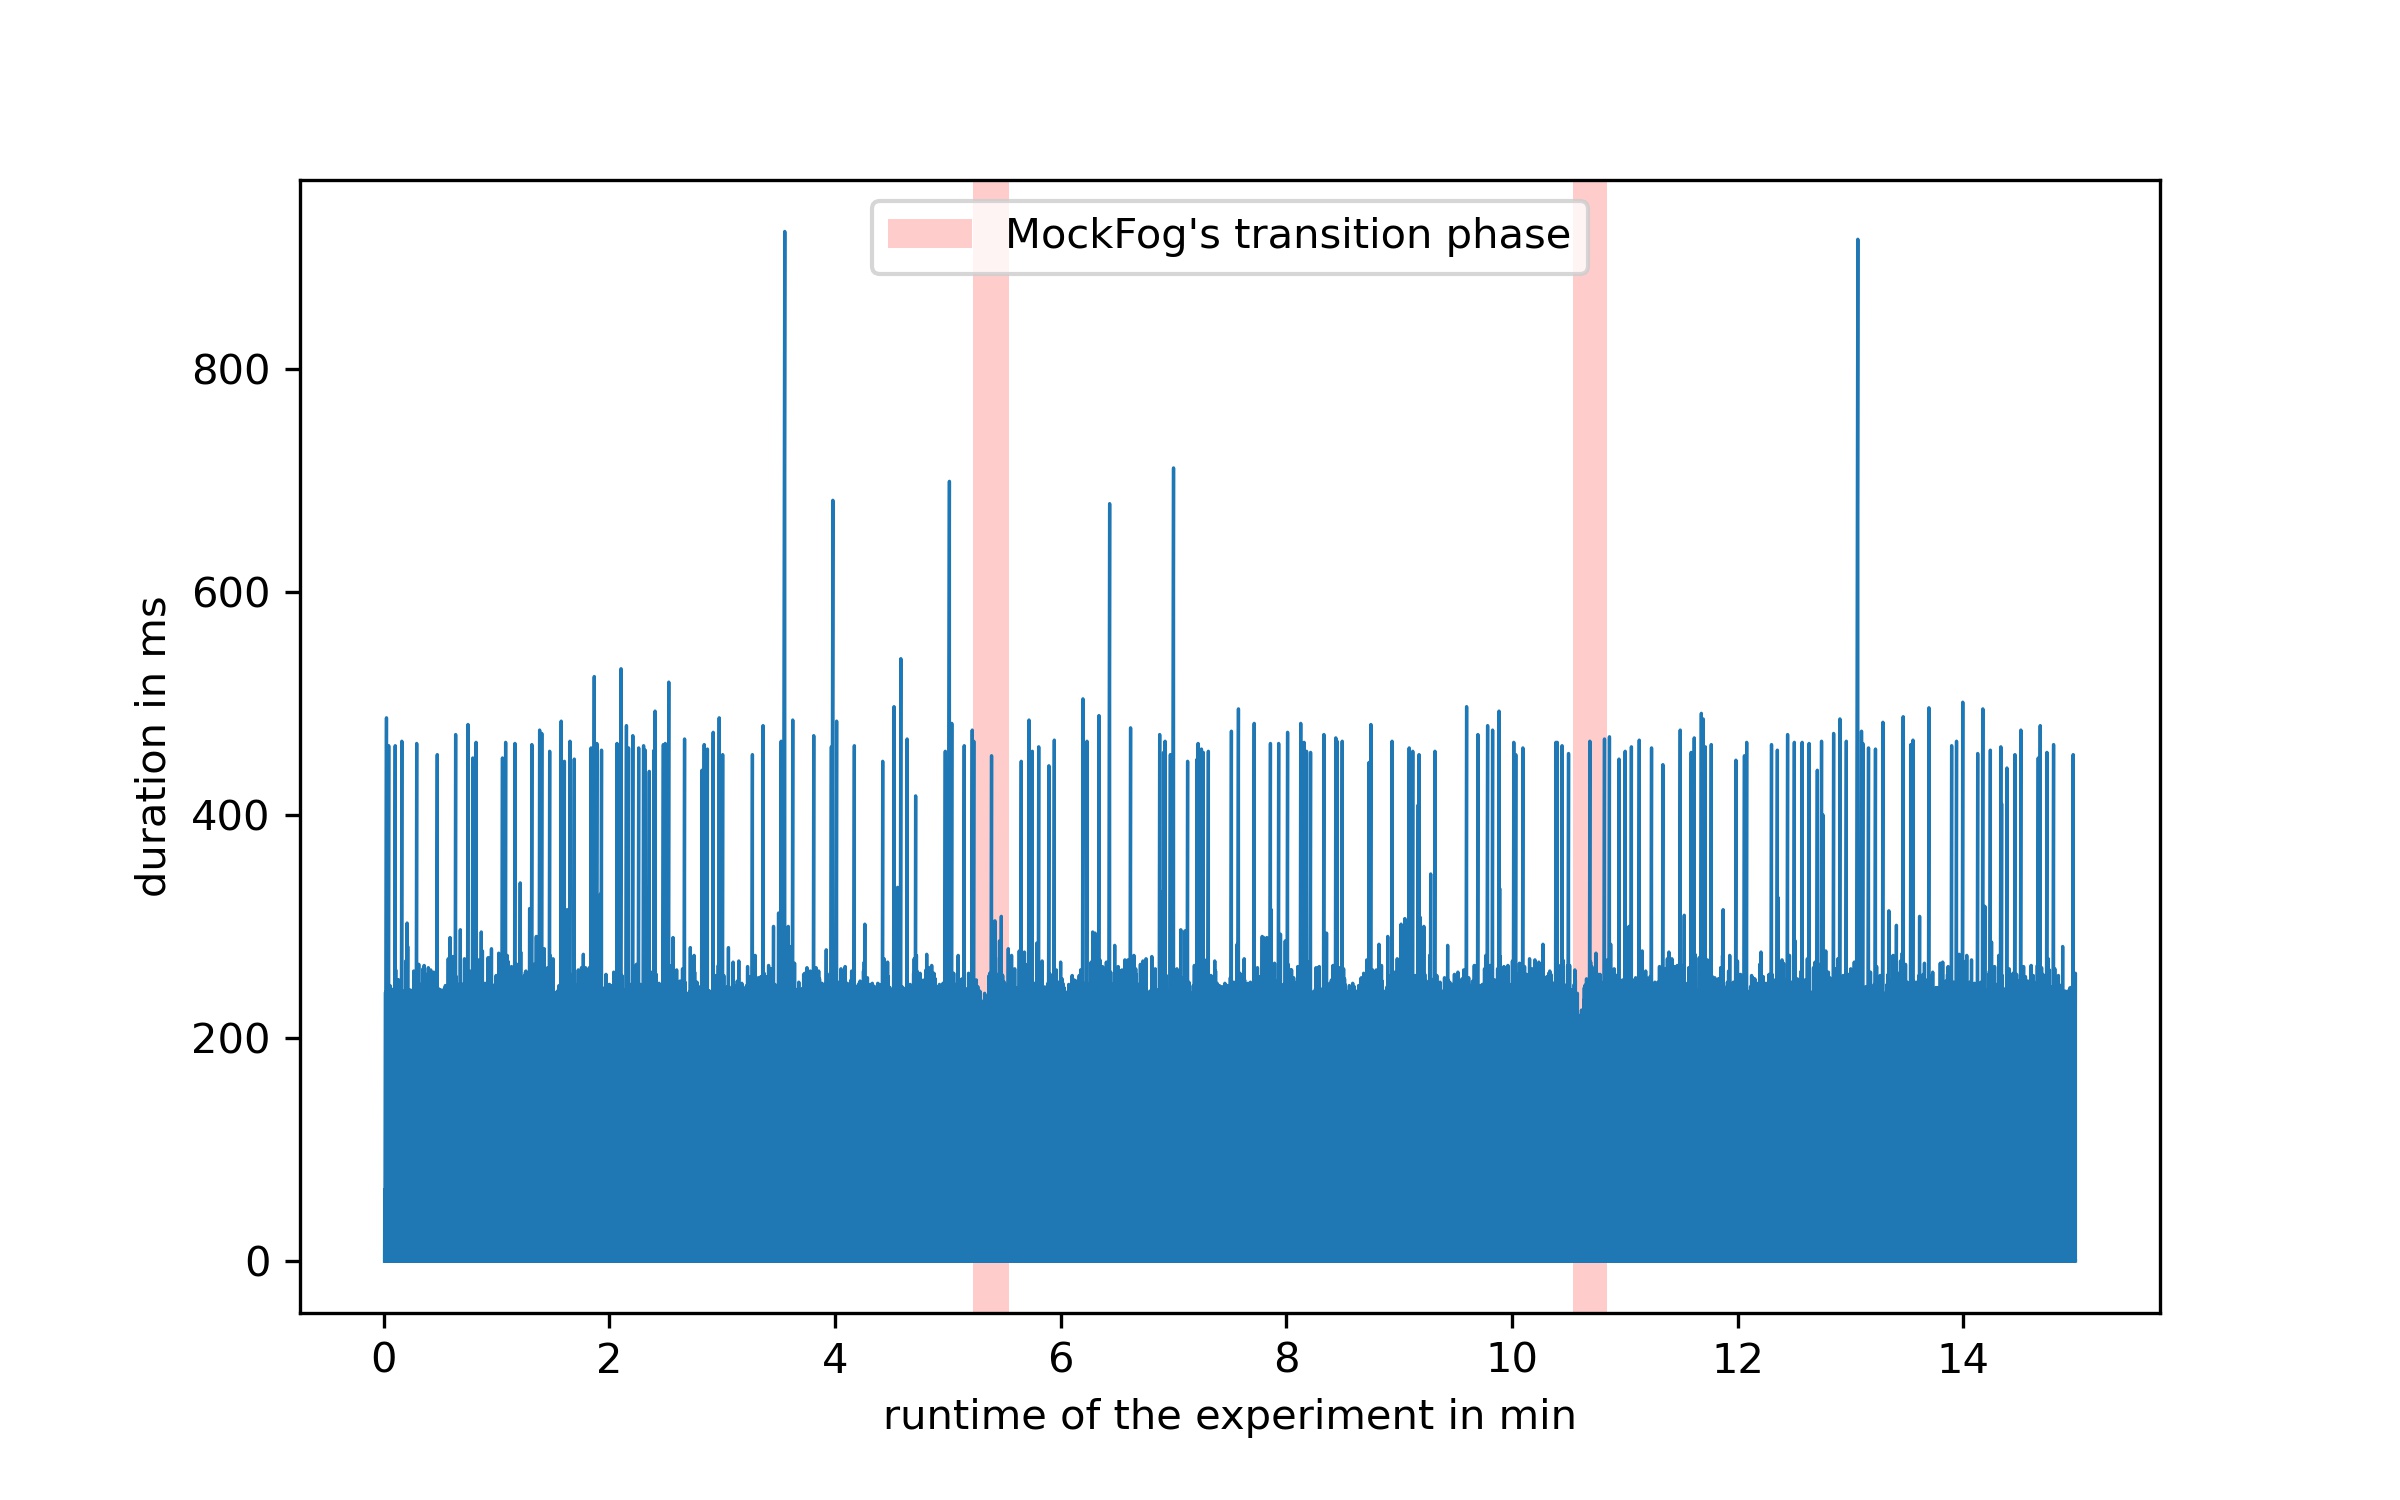 MockFog's transition phase
800
600
400
200
0
duration in ms
0 2 4 6 8 10 12 14
runtime of the experiment in min